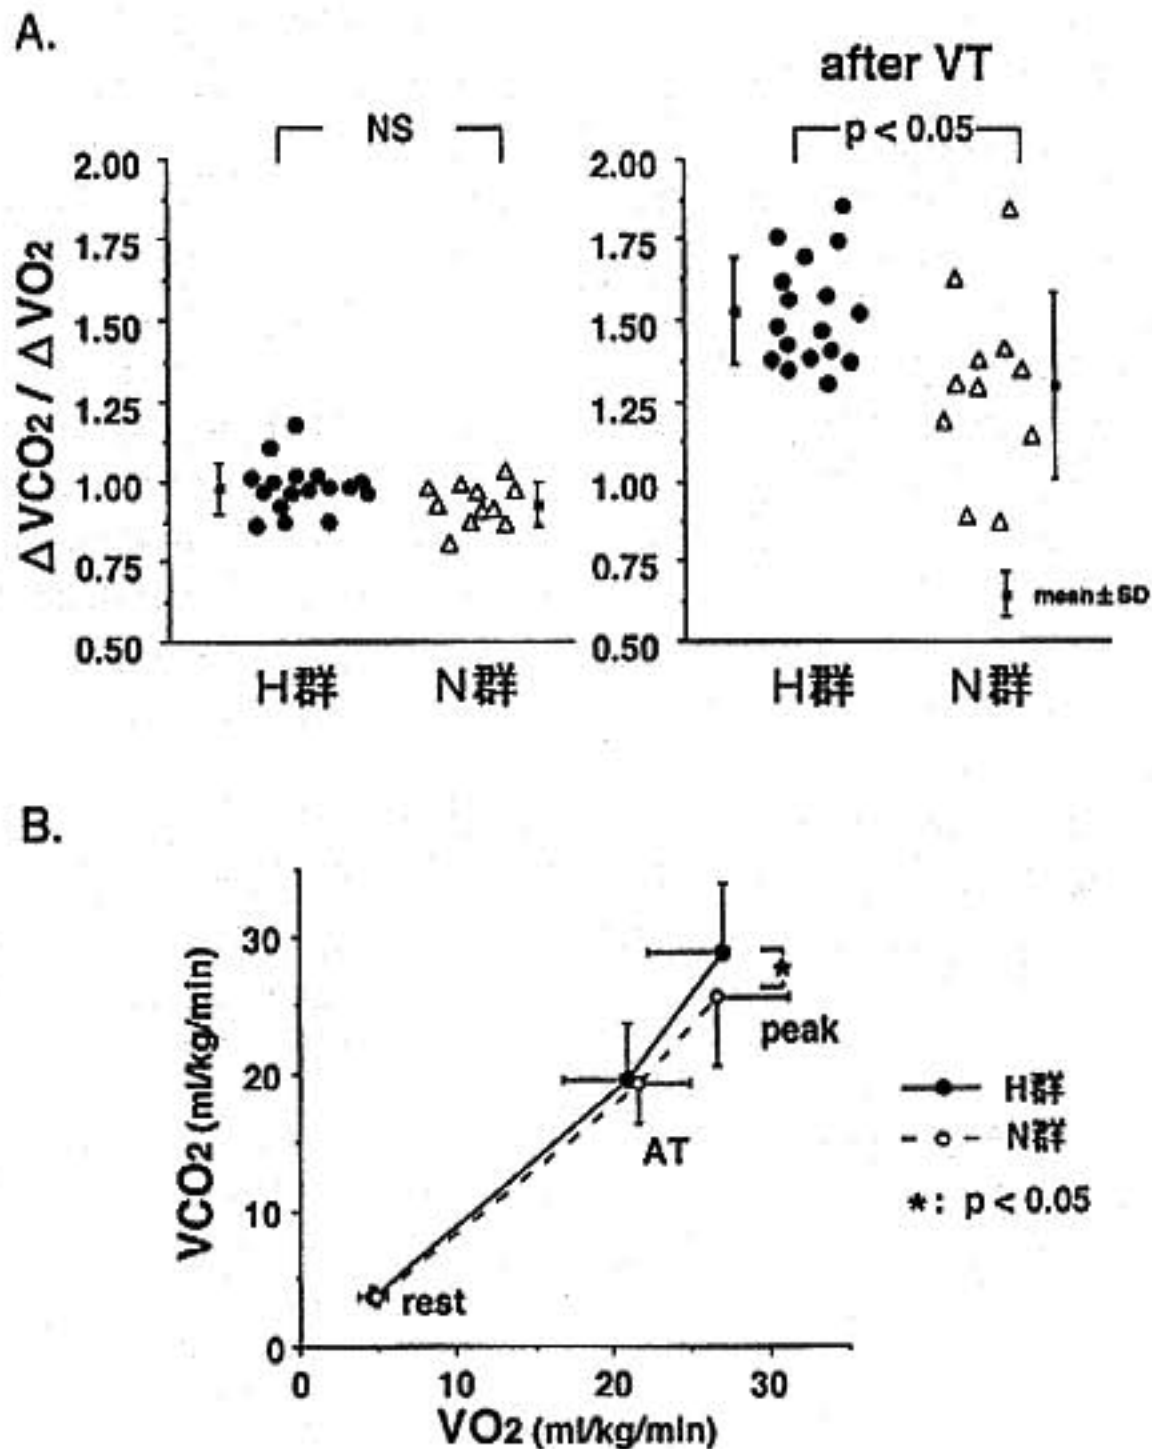 A.
after VT
NS
p < 0.05
2.00
1.75
1.50
1.25
1.00
0.75
0.50
ΔVCO2 / ΔVO2
H群
N群
2.00
1.75
1.50
1.25
1.00
0.75
0.50
mean±SD
H群
N群
B.
VCO2 (ml/kg/min)
30
20
10
0
*
peak
AT
rest
H群
N群
*: p < 0.05
0
10
20
30
VO2 (ml/kg/min)